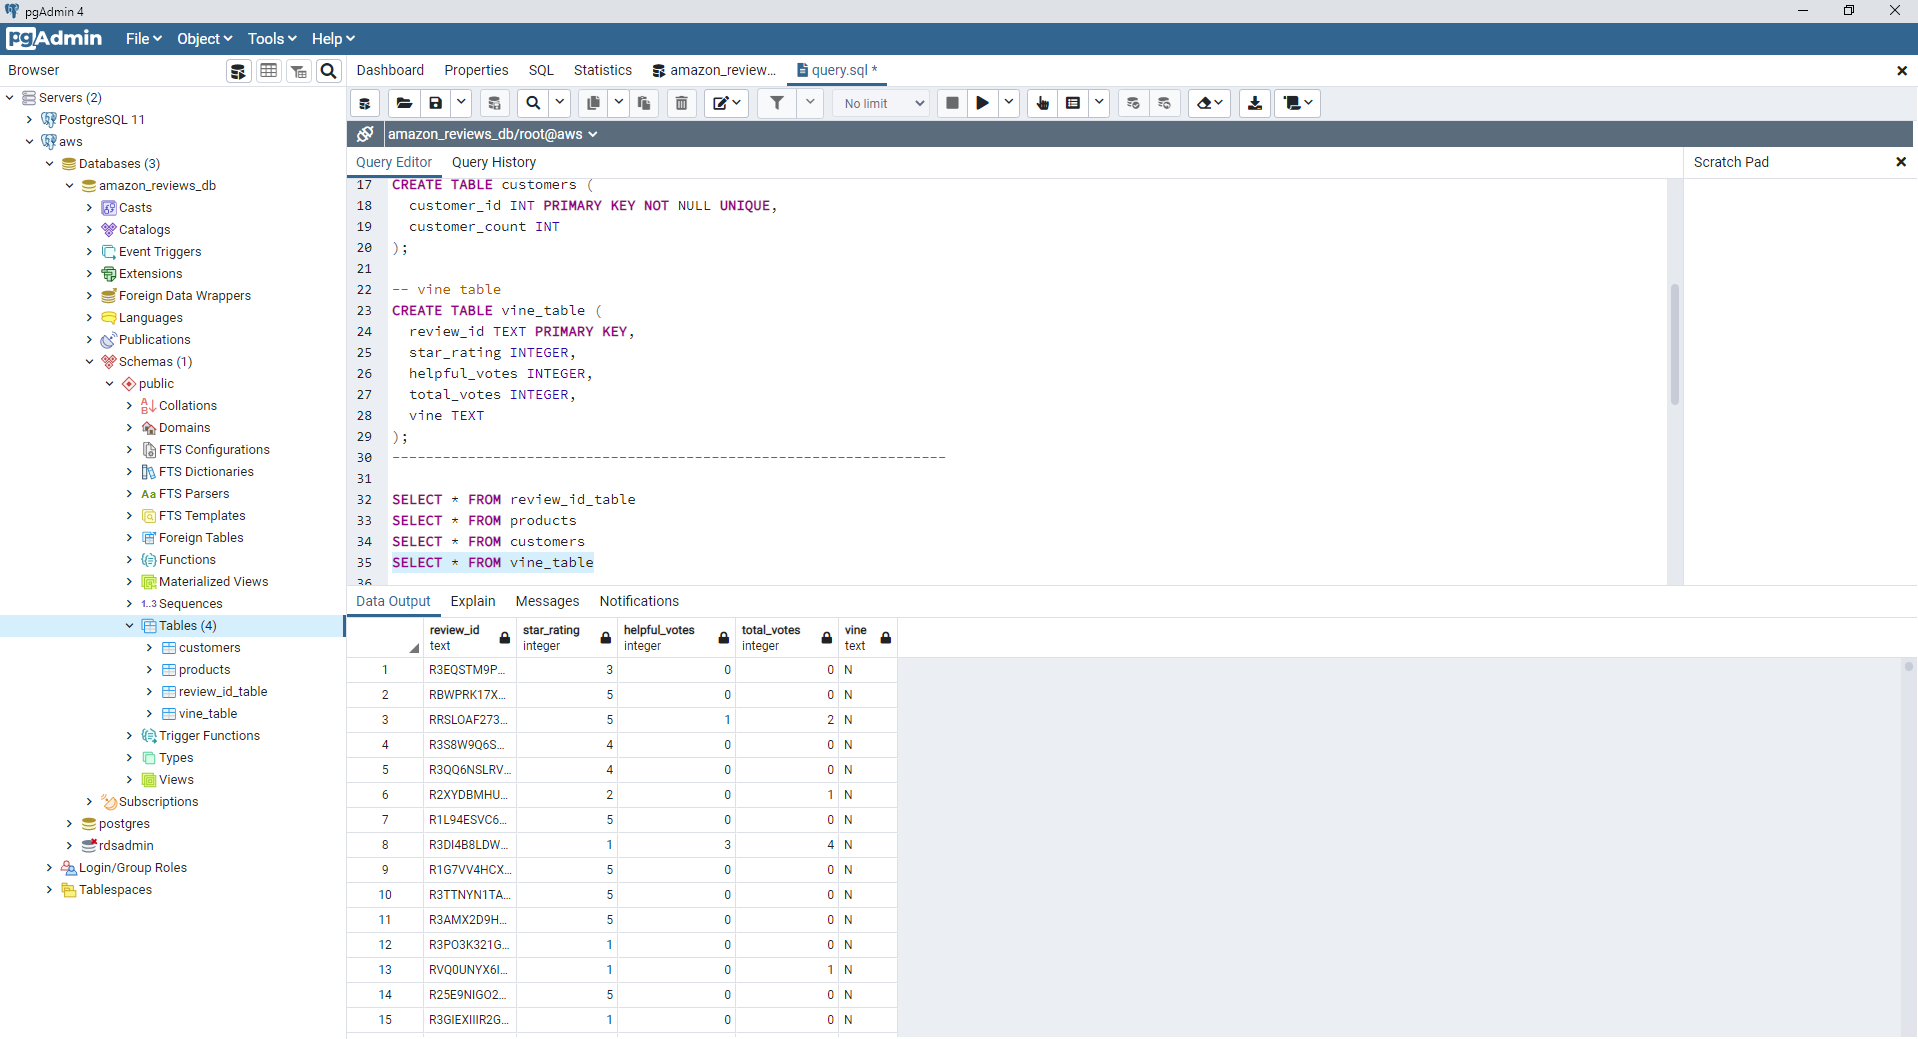 pgAdmin 4
pgAdmin File Object Tools Help
Browser
Dashboard Properties SQL Statistics amazon_review... query.sql *
No limit
amazon_reviews_db/root@aws
Query Editor Query History
Scratch Pad
Servers (2)
PostgreSQL 11
aws
Databases (3)
amazon_reviews_db
Casts
Catalogs
Event Triggers
Extensions
Foreign Data Wrappers
Languages
Publications
Schemas (1)
public
Collations
Domains
FTS Configurations
FTS Dictionaries
Aa FTS Parsers
FTS Templates
Foreign Tables
Functions
Materialized Views
1..3 Sequences
Tables (4)
customers
products
review_id_table
vine_table
Trigger Functions
Types
Views
Subscriptions
postgres
rdsadmin
Login/Group Roles
Tablespaces
17 CREATE TABLE customers (
18 customer_id INT PRIMARY KEY NOT NULL UNIQUE,
19 customer_count INT
20 );
21
22 -- vine table
23 CREATE TABLE vine_table (
24 review_id TEXT PRIMARY KEY,
25 star_rating INTEGER,
26 helpful_votes INTEGER,
27 total_votes INTEGER,
28 vine TEXT
29 );
30 ------------------------------------------------------------------
31
32 SELECT * FROM review_id_table
33 SELECT * FROM products
34 SELECT * FROM customers
35 SELECT * FROM vine_table
36
Data Output Explain Messages Notifications
review_id star_rating helpful_votes total_votes vine
text integer integer integer text
1 R3EQSTM9P... 3 0 0 N
2 RBWPRK17X... 5 0 0 N
3 RRSLOAF273... 5 1 2 N
4 R3S8W9Q6S... 4 0 0 N
5 R3QQ6NSLRV... 4 0 0 N
6 R2XYDBMHU... 2 0 1 N
7 R1L94ESVC6... 5 0 0 N
8 R3DI4B8LDW... 1 3 4 N
9 R1G7VV4HCX... 5 0 0 N
10 R3TTNYN1TA... 5 0 0 N
11 R3AMX2D9H... 5 0 0 N
12 R3PO3K321G... 1 0 0 N
13 RVQ0UNYX6I... 1 0 1 N
14 R25E9NIGO2... 5 0 0 N
15 R3GIEXIIIR2G... 1 0 0 N